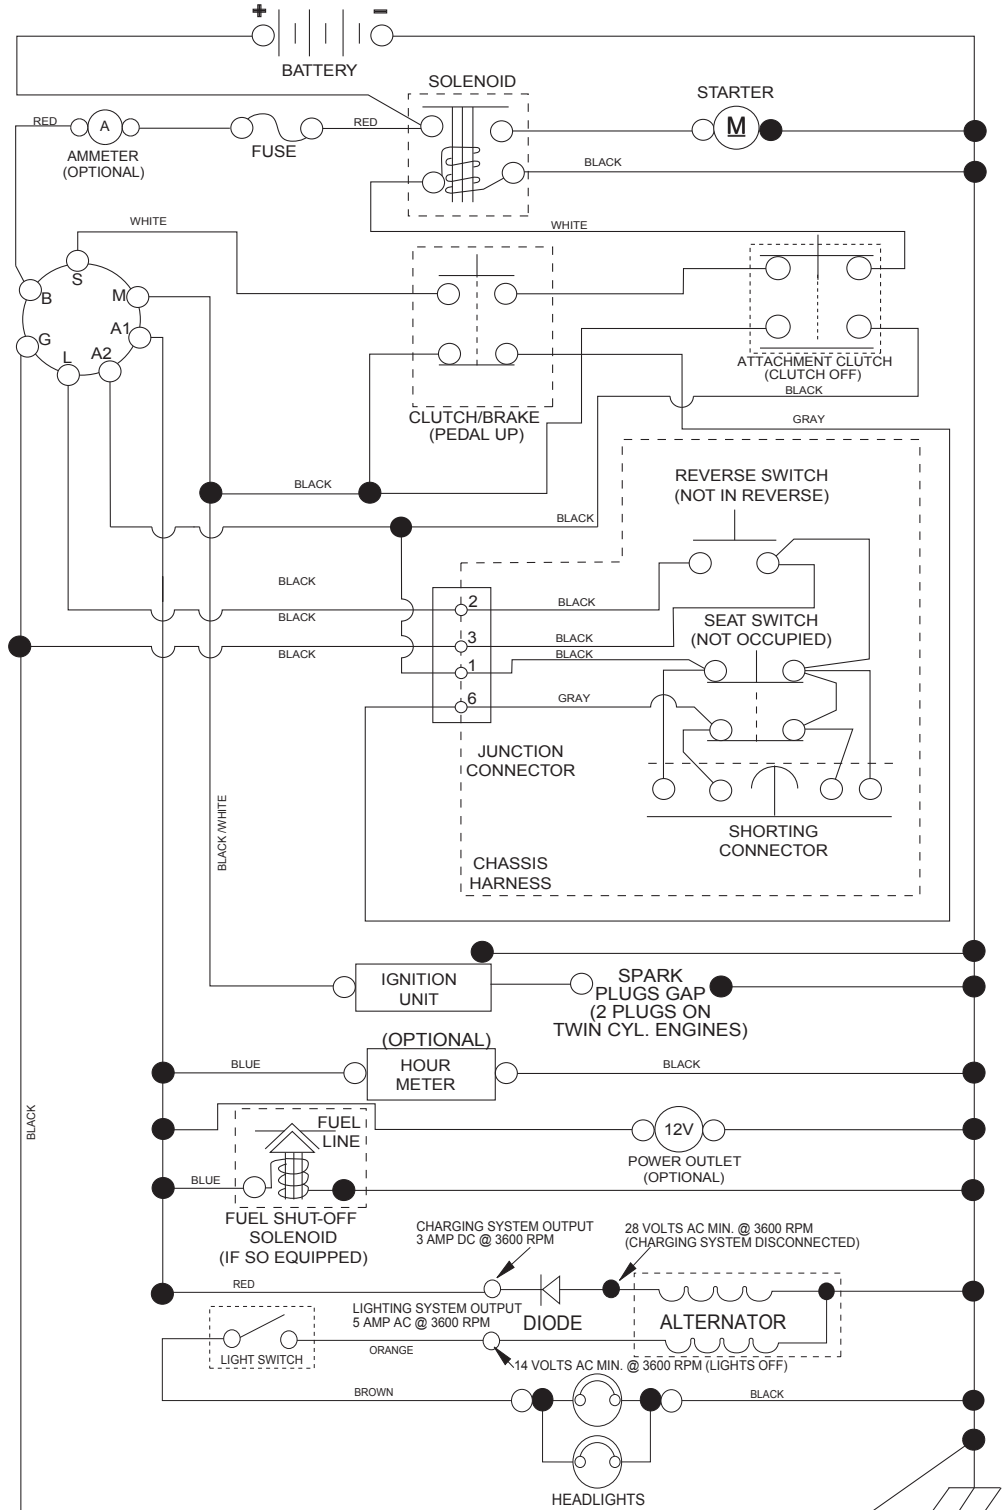 + −
BATTERY
SOLENOID
STARTER
RED
A
RED
M
AMMETER
(OPTIONAL)
FUSE
BLACK
WHITE
WHITE
S
B
M
G
A1
L
A2
ATTACHMENT CLUTCH
(CLUTCH OFF)
BLACK
CLUTCH/BRAKE
(PEDAL UP)
GRAY
REVERSE SWITCH
(NOT IN REVERSE)
BLACK
BLACK
BLACK
2
BLACK
BLACK
SEAT SWITCH
(NOT OCCUPIED)
3
BLACK
BLACK
BLACK
1
6
GRAY
JUNCTION
CONNECTOR
BLACK /WHITE
SHORTING
CONNECTOR
CHASSIS
HARNESS
IGNITION
UNIT
SPARK
PLUGS GAP
(2 PLUGS ON
TWIN CYL. ENGINES)
(OPTIONAL)
BLUE
HOUR
METER
BLACK
BLACK
FUEL
LINE
12V
POWER OUTLET
(OPTIONAL)
BLUE
FUEL SHUT-OFF
SOLENOID
(IF SO EQUIPPED)
CHARGING SYSTEM OUTPUT
3 AMP DC @ 3600 RPM
28 VOLTS AC MIN. @ 3600 RPM
(CHARGING SYSTEM DISCONNECTED)
RED
LIGHTING SYSTEM OUTPUT
5 AMP AC @ 3600 RPM
DIODE
ALTERNATOR
LIGHT SWITCH
ORANGE
14 VOLTS AC MIN. @ 3600 RPM (LIGHTS OFF)
BROWN
BLACK
HEADLIGHTS